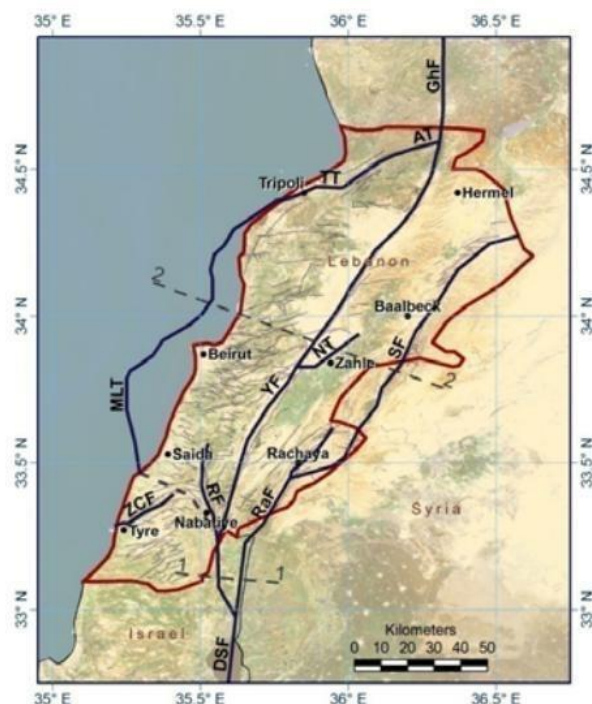 35° E 35.5° E 36° E 36.5° E
GhF
34.5° N
34.5° N
AT
TT
Tripoli
Hermel
Lebanon
2
34° N
34° N
Baalbeck
Beirut
NT
Zahle
SF
2
MLT
YF
33.5° N
33.5° N
Saida
Rachaya
RF
RaF
ZCF
Nabatiye
Syria
Tyre
1
1
33° N
33° N
Israel
Kilometers
DSF
0 10 20 30 40 50
35° E 35.5° E 36° E 36.5° E